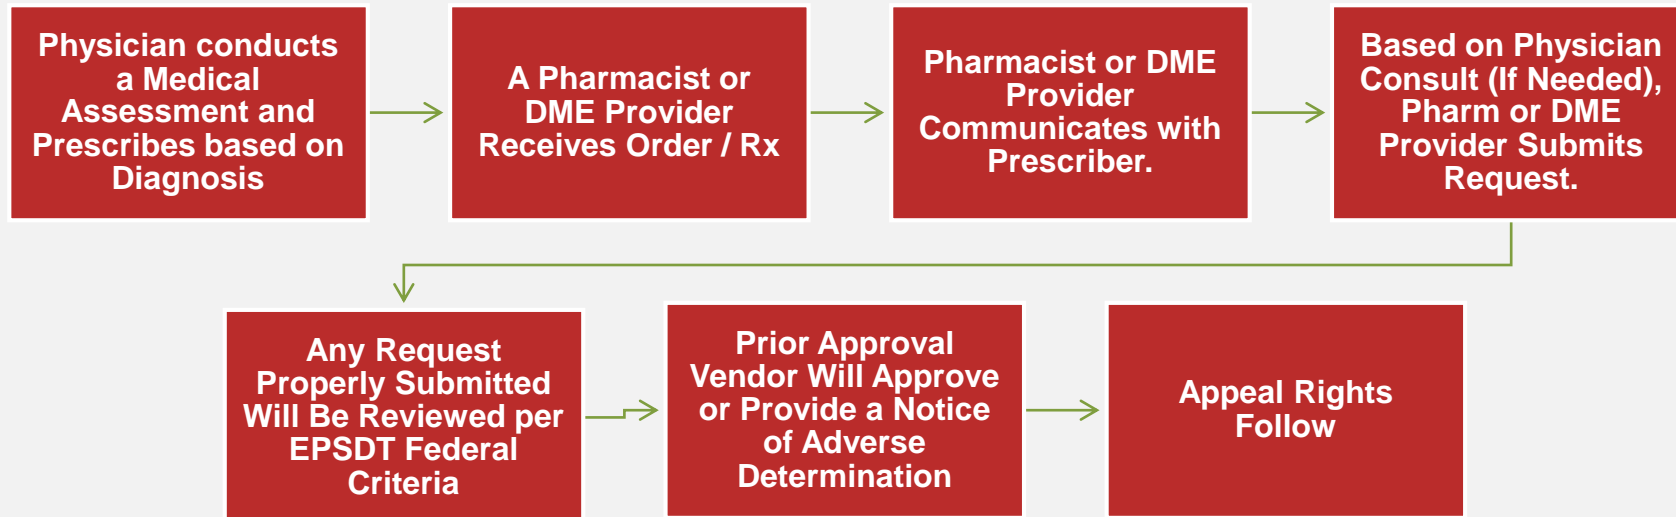 Physician conducts
a Medical
Assessment and
Prescribes based on
Diagnosis
A Pharmacist or
DME Provider
Receives Order / Rx
Pharmacist or DME
Provider
Communicates with
Prescriber.
Based on Physician
Consult (If Needed),
Pharm or DME
Provider Submits
Request.
Any Request
Properly Submitted
Will Be Reviewed per
EPSDT Federal
Criteria
Prior Approval
Vendor Will Approve
or Provide a Notice
of Adverse
Determination
Appeal Rights
Follow